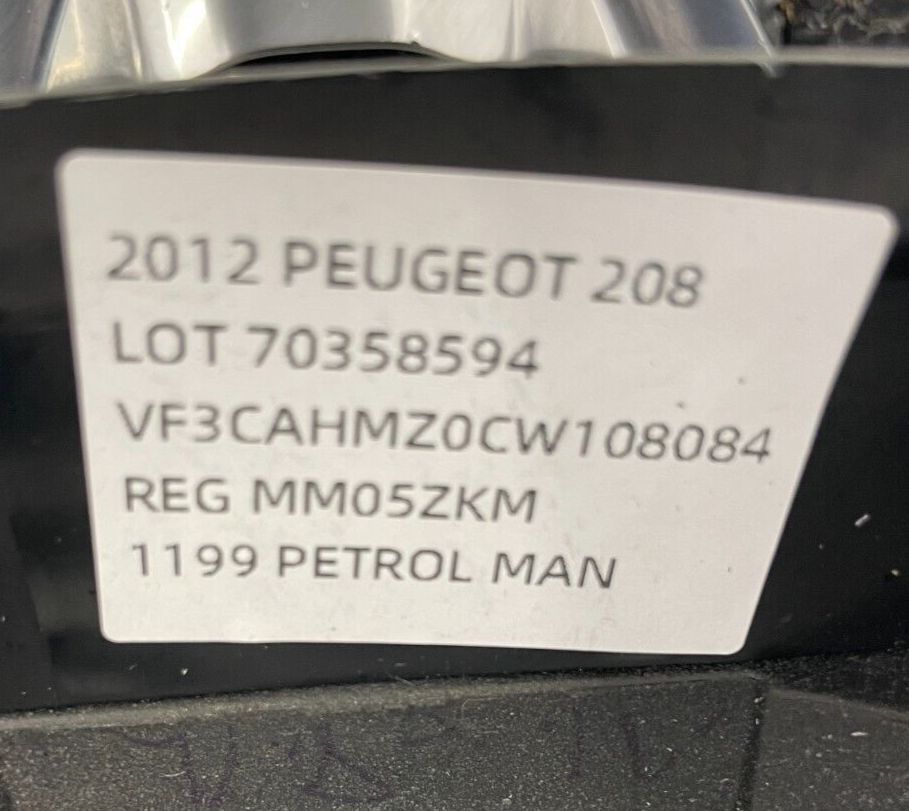 2012 PEUGEOT 208
LOT 70358594
VF3CAHMZ0CW108084
REG MM05ZKM
1199 PETROL MAN